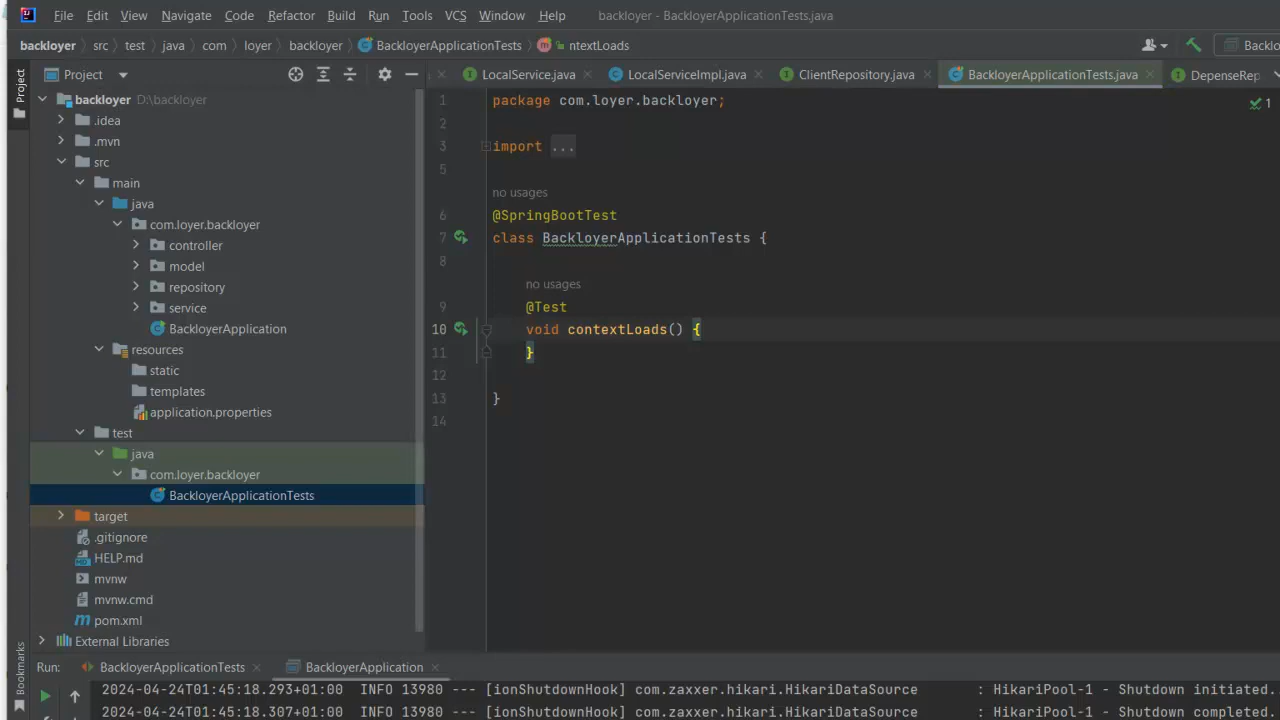 File Edit View Navigate Code Refactor Build Run Tools VCS Window Help backloyer - BackloyerApplicationTests.java
backloyer src test java com loyer backloyer BackloyerApplicationTests ntextLoads
Project
Project
LocalService.java LocalServiceImpl.java ClientRepository.java BackloyerApplicationTests.java DepenseRep
backloyer D:\backloyer
.idea
.mvn
src
main
java
com.loyer.backloyer
controller
model
repository
service
BackloyerApplication
resources
static
templates
application.properties
test
java
com.loyer.backloyer
BackloyerApplicationTests
target
.gitignore
HELP.md
mvnw
mvnw.cmd
pom.xml
External Libraries
1 package com.loyer.backloyer;
1
2
3 import ...
5
no usages
6 @SpringBootTest
7 class BackloyerApplicationTests {
8
no usages
9 @Test
10 void contextLoads() {
11 }
12
13 }
14
Bookmarks
Run: BackloyerApplicationTests BackloyerApplication
2024-04-24T01:45:18.293+01:00 INFO 13980 --- [ionShutdownHook] com.zaxxer.hikari.HikariDataSource : HikariPool-1 - Shutdown initiated.
2024-04-24T01:45:18.307+01:00 INFO 13980 --- [ionShutdownHook] com.zaxxer.hikari.HikariDataSource : HikariPool-1 - Shutdown completed.